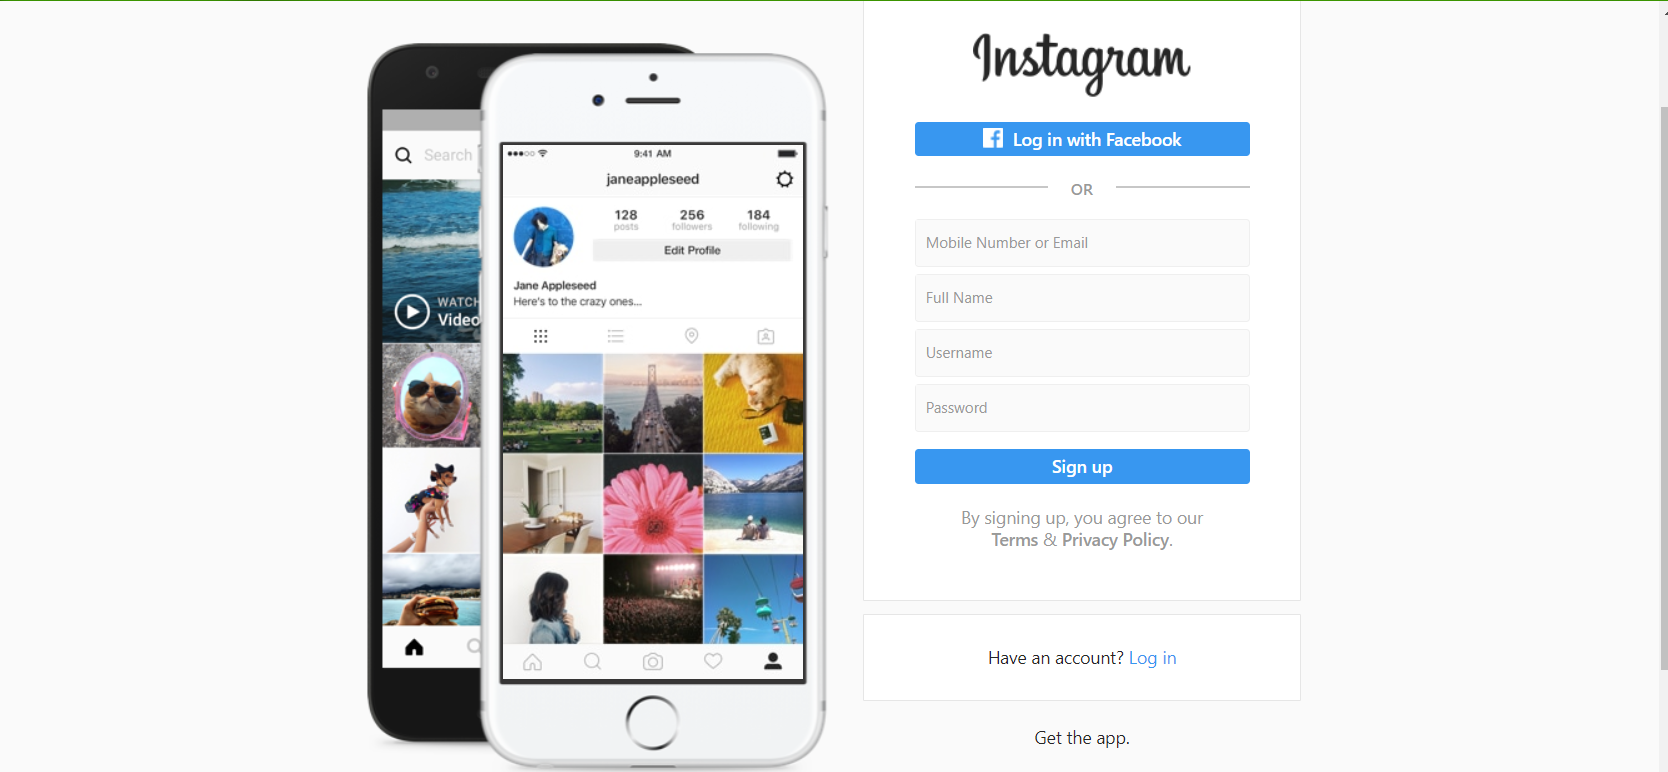 Search
WATCH
Video
9:41 AM
janeappleseed
128
posts
256
followers
184
following
Edit Profile
Jane Appleseed
Here's to the crazy ones...
Instagram
Log in with Facebook
OR
Mobile Number or Email
Full Name
Username
Password
Sign up
By signing up, you agree to our
Terms & Privacy Policy.
Have an account? Log in
Get the app.